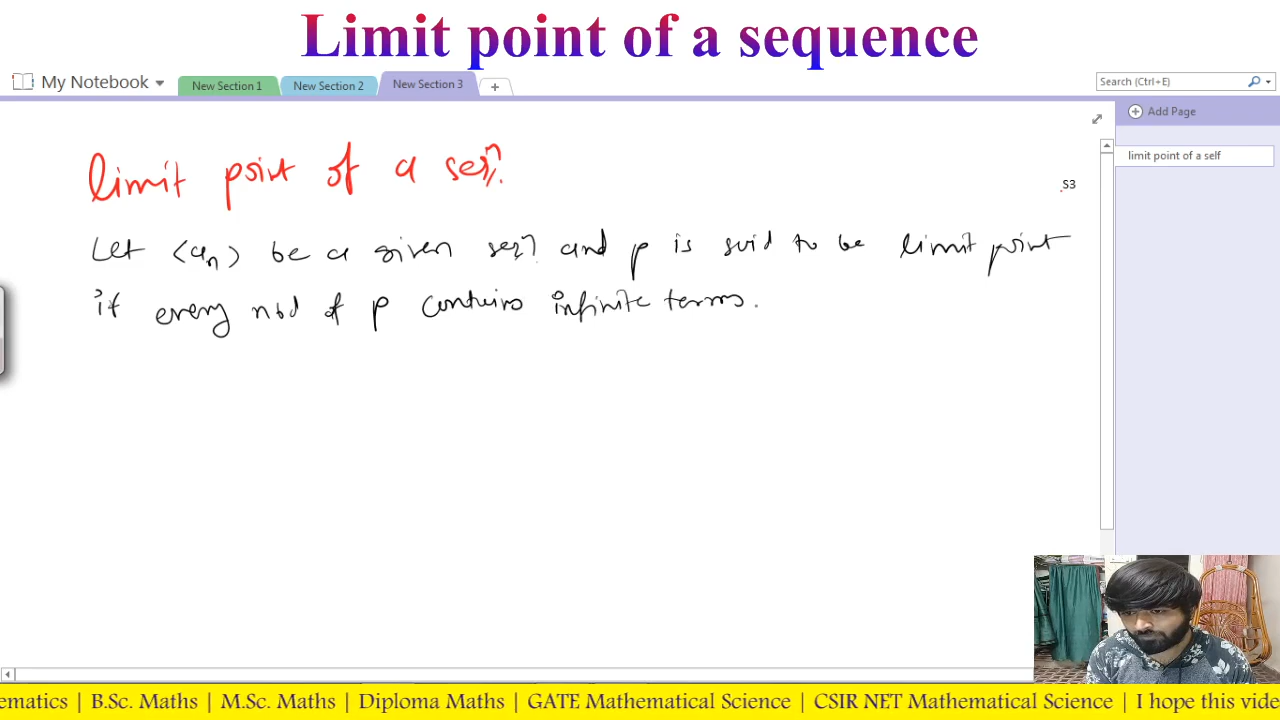 Limit point of a sequence
My Notebook
New Section 1
New Section 2
New Section 3
+
Search (Ctrl+E)
Add Page
limit point of a self
limit point of a seqn.
S3
Let <an> be a given seqn. and p is said to be limit point
if every nbd of p contains infinite terms.
ematics | B.Sc. Maths | M.Sc. Maths | Diploma Maths | GATE Mathematical Science | CSIR NET Mathematical Science | I hope this vide